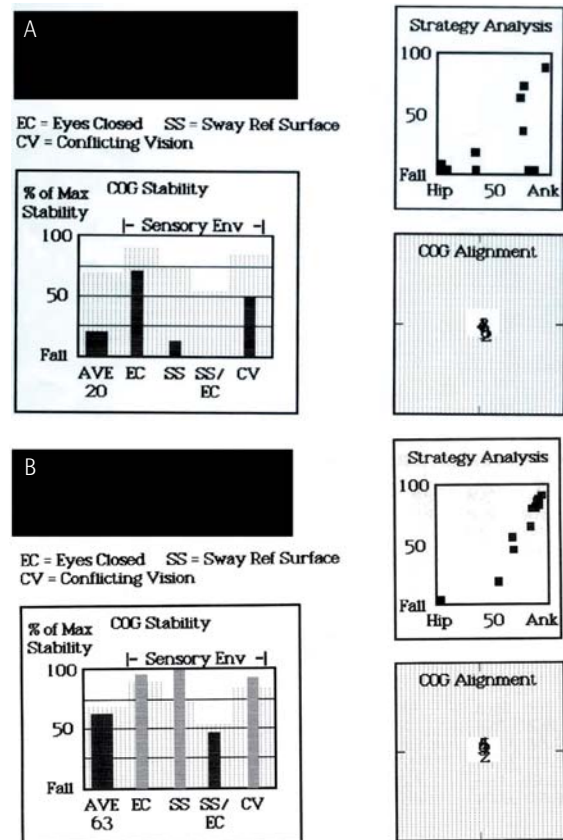 A
EC = Eyes Closed SS = Sway Ref Surface
CV = Conflicting Vision
% of Max
Stability
COG Stability
|- Sensory Env -|
100
50
Fall
AVE EC SS SS/ CV
20 EC
Strategy Analysis
100
50
Fall
Hip 50 Ank
COG Alignment
B
EC = Eyes Closed SS = Sway Ref Surface
CV = Conflicting Vision
% of Max
Stability
COG Stability
|- Sensory Env -|
100
50
Fall
AVE EC SS SS/ CV
63 EC
Strategy Analysis
100
50
Fall
Hip 50 Ank
COG Alignment